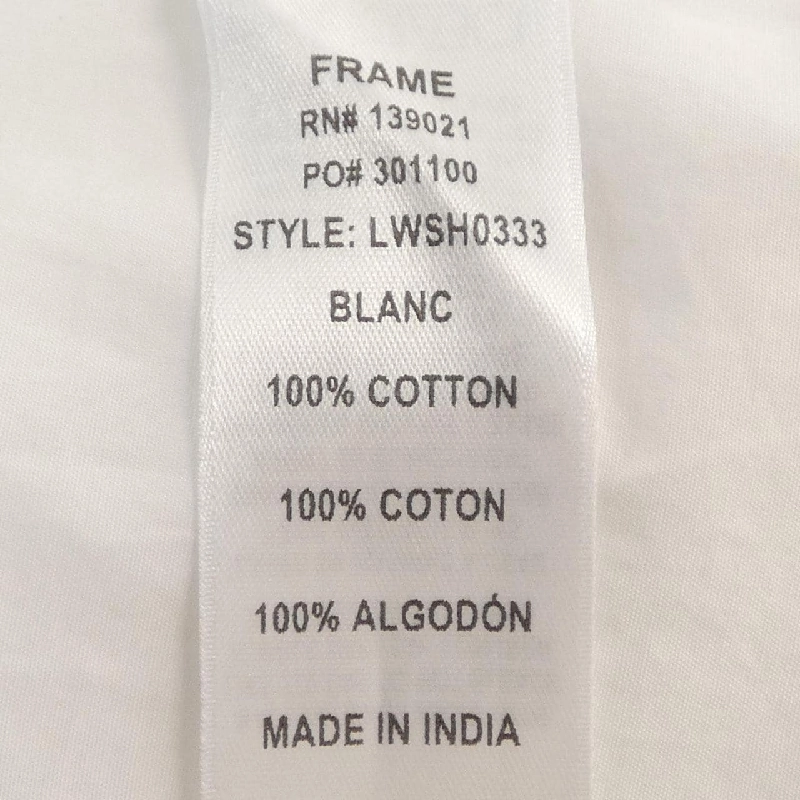 FRAME
RN# 139021
PO# 301100
STYLE: LWSH0333
BLANC
100% COTTON
100% COTON
100% ALGODÓN
MADE IN INDIA